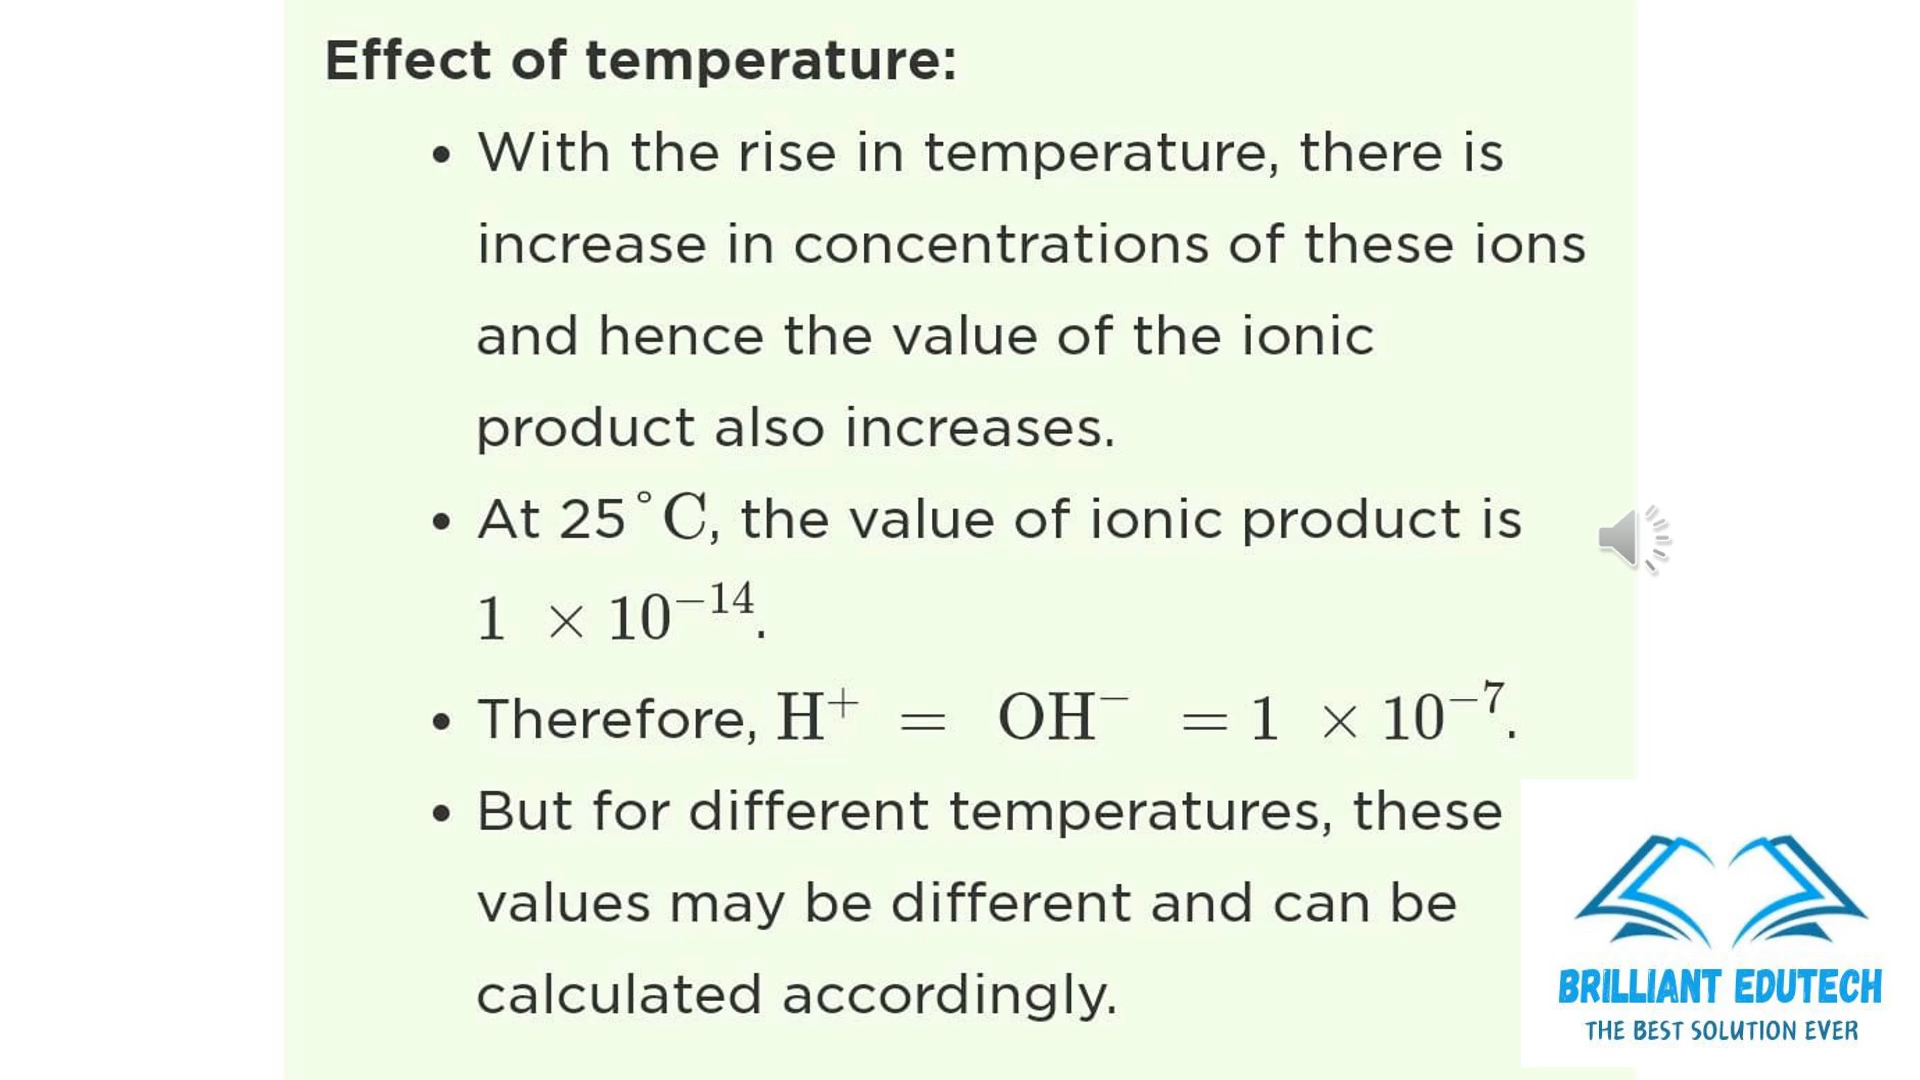 Effect of temperature:
• With the rise in temperature, there is
increase in concentrations of these ions
and hence the value of the ionic
product also increases.
• At 25°C, the value of ionic product is
1 × 10⁻¹⁴.
• Therefore, H⁺ = OH⁻ = 1 × 10⁻⁷.
• But for different temperatures, these
values may be different and can be
calculated accordingly.
BRILLIANT EDUTECH
THE BEST SOLUTION EVER